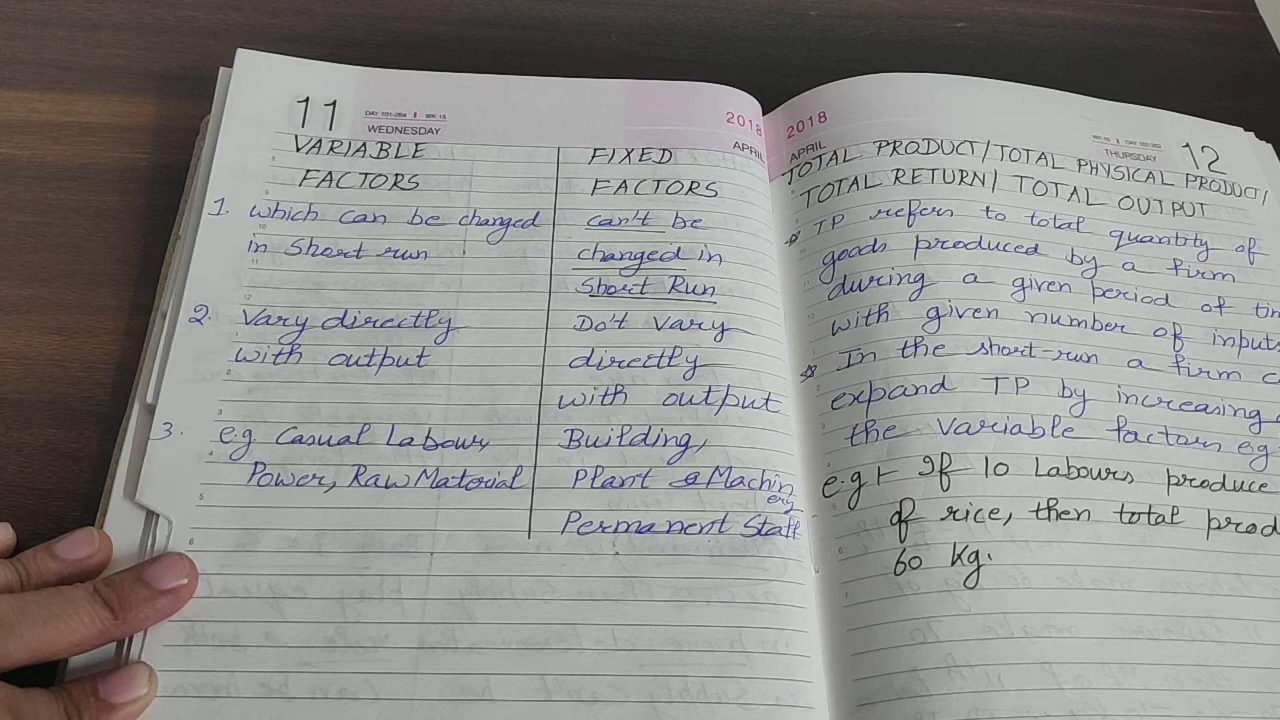 11
DAY 101-264 WK 15
WEDNESDAY
2018
APRIL
VARIABLE
FACTORS
FIXED
FACTORS
1. which can be changed
in Short run
can't be
changed in
Short Run
2. Vary directly
with output
Do't vary
directly
with output
3. e.g Casual Labour,
Power, Raw Material
Building,
Plant & Machin
ery
Permanent Staff
2018
APRIL
THURSDAY
12
TOTAL PRODUCT/TOTAL PHYSICAL PRODUCT/
TOTAL RETURN/ TOTAL OUTPUT
TP refers to total quantity of
goods produced by a firm
during a given period of
with given number of inputs
In the short-run a firm
expand TP by increasing
the variable factors eg
e.g:- If 10 Labours produce
of rice, then total
60 Kg.